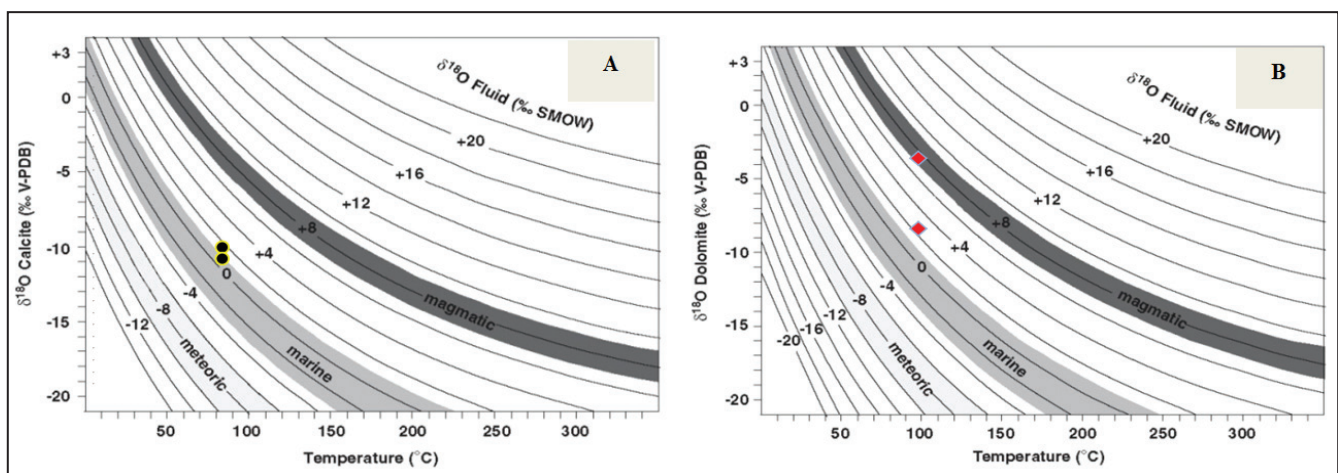 A
δ18O Calcite (‰ V-PDB)
+3
0
-5
-10
-15
-20
δ18O Fluid (‰ SMOW)
+20
+16
+12
+8
+4
0
-4
-8
-12
magmatic
marine
meteoric
50 100 150 200 250 300
Temperature (°C)
B
δ18O Dolomite (‰ V-PDB)
+3
0
-5
-10
-15
-20
δ18O Fluid (‰ SMOW)
+20
+16
+12
+8
+4
0
-4
-8
-12
-16
-20
magmatic
marine
meteoric
50 100 150 200 250 300
Temperature (°C)